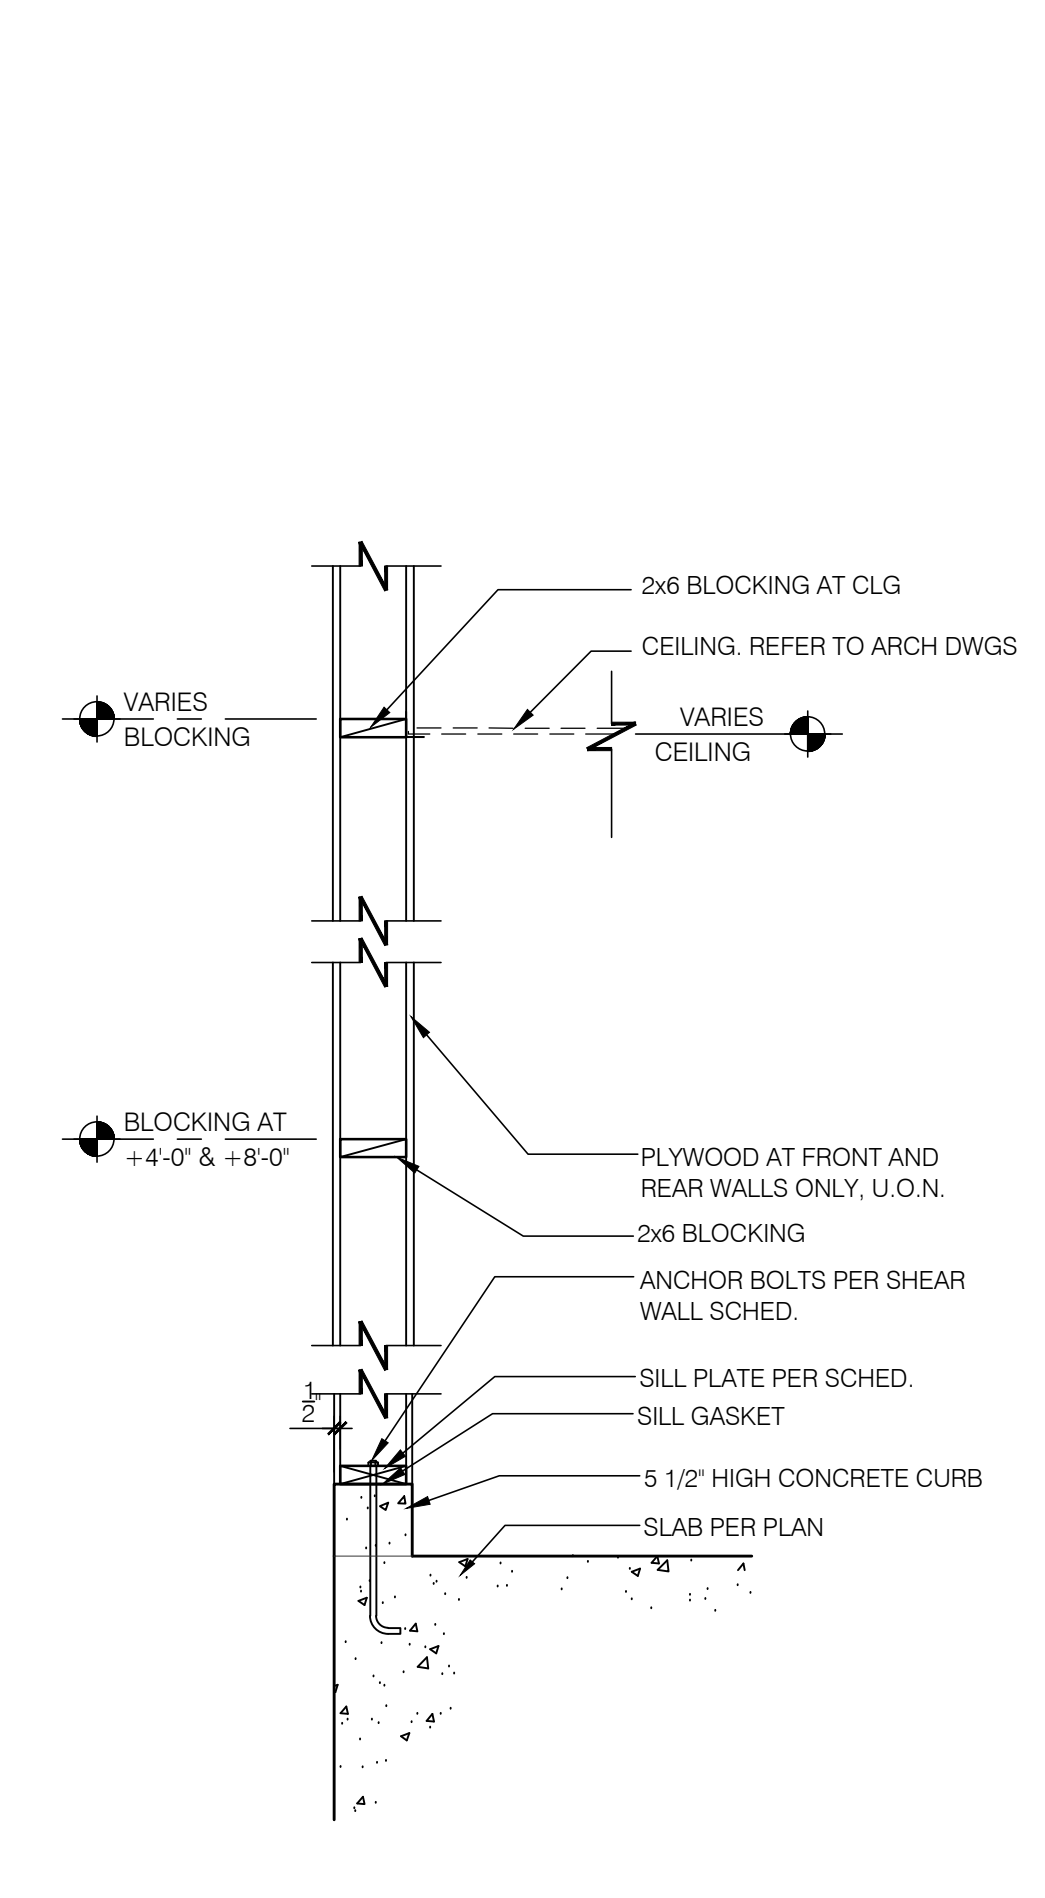 2x6 BLOCKING AT CLG
CEILING. REFER TO ARCH DWGS
VARIES
BLOCKING
VARIES
CEILING
BLOCKING AT
+4'-0" & +8'-0"
PLYWOOD AT FRONT AND
REAR WALLS ONLY, U.O.N.
2x6 BLOCKING
ANCHOR BOLTS PER SHEAR
WALL SCHED.
SILL PLATE PER SCHED.
1/2"
SILL GASKET
5 1/2" HIGH CONCRETE CURB
SLAB PER PLAN